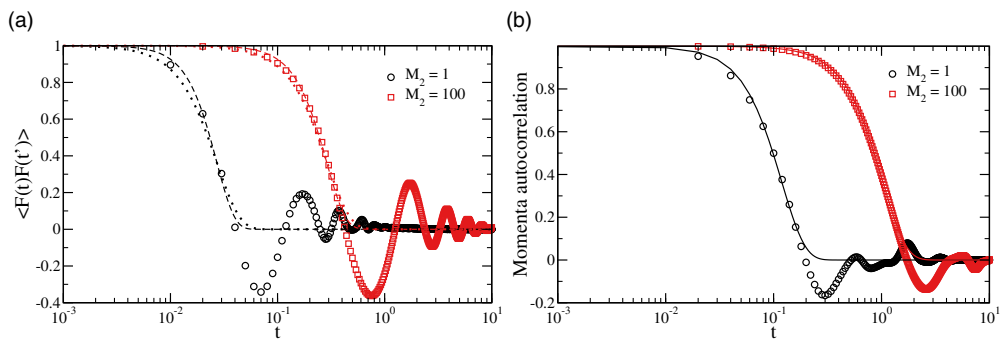 (a)
<F(t)F(t')>
1
0.8
0.6
0.4
0.2
0
-0.2
-0.4
M₂ = 1
M₂ = 100
10⁻³
10⁻²
10⁻¹
10⁰
10¹
t
(b)
Momenta autocorrelation
0.8
0.6
0.4
0.2
0
-0.2
M₂ = 1
M₂ = 100
10⁻³
10⁻²
10⁻¹
10⁰
10¹
t